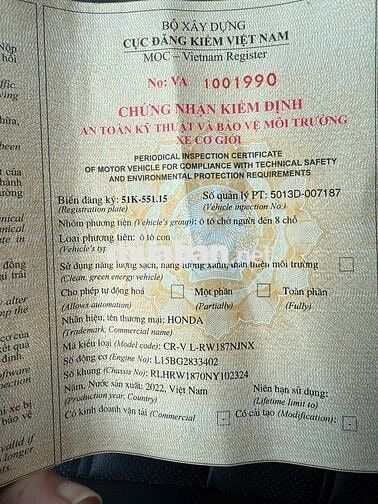 BỘ XÂY DỰNG
CỤC ĐĂNG KIỂM VIỆT NAM
MOC – Vietnam Register
No: VA 1001990
CHỨNG NHẬN KIỂM ĐỊNH
AN TOÀN KỸ THUẬT VÀ BẢO VỆ MÔI TRƯỜNG
XE CƠ GIỚI
PERIODICAL INSPECTION CERTIFICATE
OF MOTOR VEHICLE FOR COMPLIANCE WITH TECHNICAL SAFETY
AND ENVIRONMENTAL PROTECTION REQUIREMENTS
Biển đăng ký: 51K-551.15 Số quản lý PT: 5013D-007187
(Registration plate) (Vehicle inspection No.)
Nhóm phương tiện (Vehicle's group): ô tô chở người đến 8 chỗ
Loại phương tiện: ô tô con
(Vehicle's type
Sử dụng năng lượng sạch, năng lượng xanh, thân thiện môi trường
(Clean, green energy vehicle)
Cho phép tự động hoá Một phần Toàn phần
(Allows automation) (Partially) (Fully)
Nhãn hiệu, tên thương mại: HONDA
(Trademark, Commercial name)
Mã kiểu loại (Model code): CR-V L-RW187NJNX
Số động cơ (Engine No): L15BG2833402
Số khung (Chassis No): RLHRW1870NY102324
Năm, Nước sản xuất: 2022, Việt Nam Niên hạn sử dụng:
(Production year, Country) (Lifetime limit to)
Có kinh doanh vận tải (Commercial Có cải tạo (Modification):